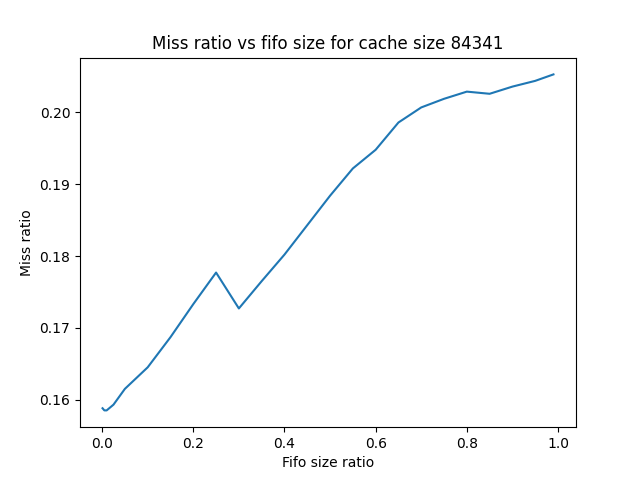 Miss ratio vs fifo size for cache size 84341
Miss ratio
0.20
0.19
0.18
0.17
0.16
0.0 0.2 0.4 0.6 0.8 1.0
Fifo size ratio